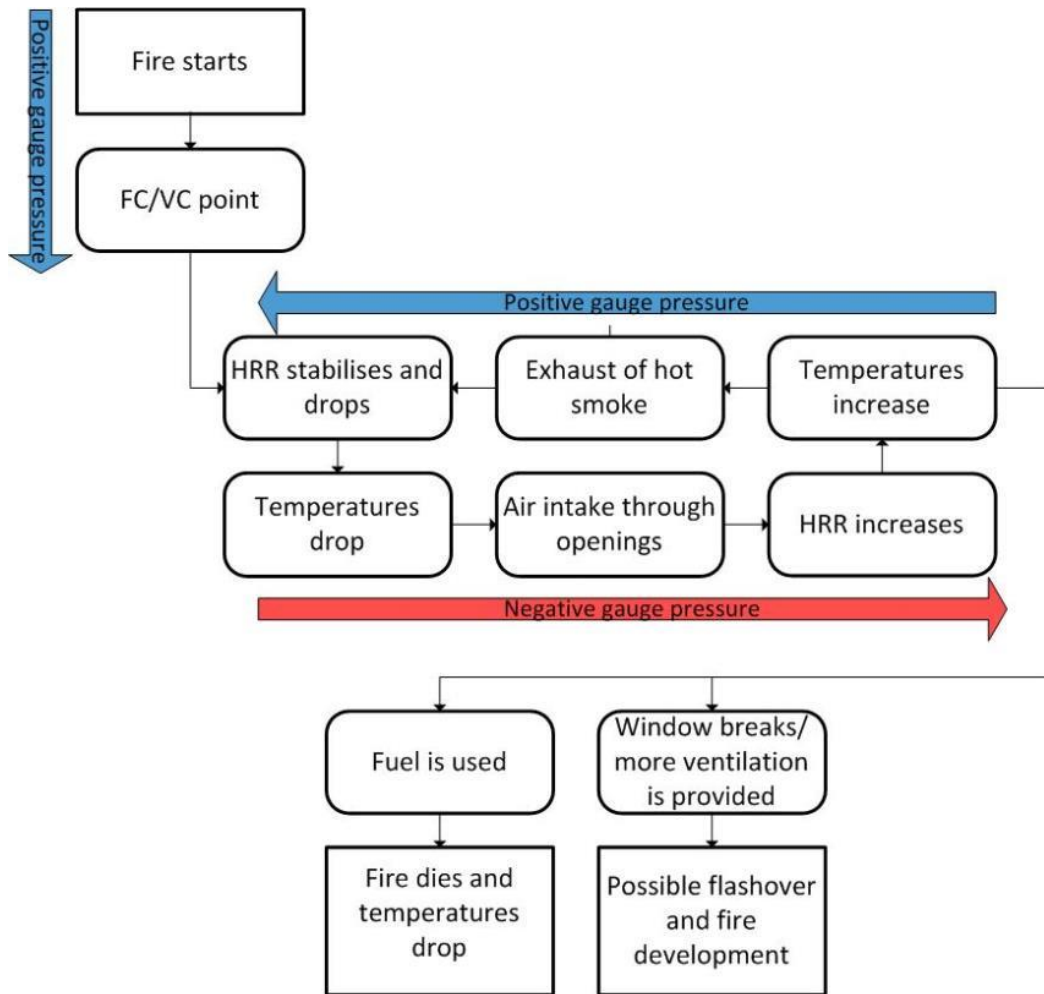 Positive gauge pressure
Fire starts
FC/VC point
Positive gauge pressure
HRR stabilises and
drops
Exhaust of hot
smoke
Temperatures
increase
Temperatures
drop
Air intake through
openings
HRR increases
Negative gauge pressure
Fuel is used
Window breaks/
more ventilation
is provided
Fire dies and
temperatures
drop
Possible flashover
and fire
development